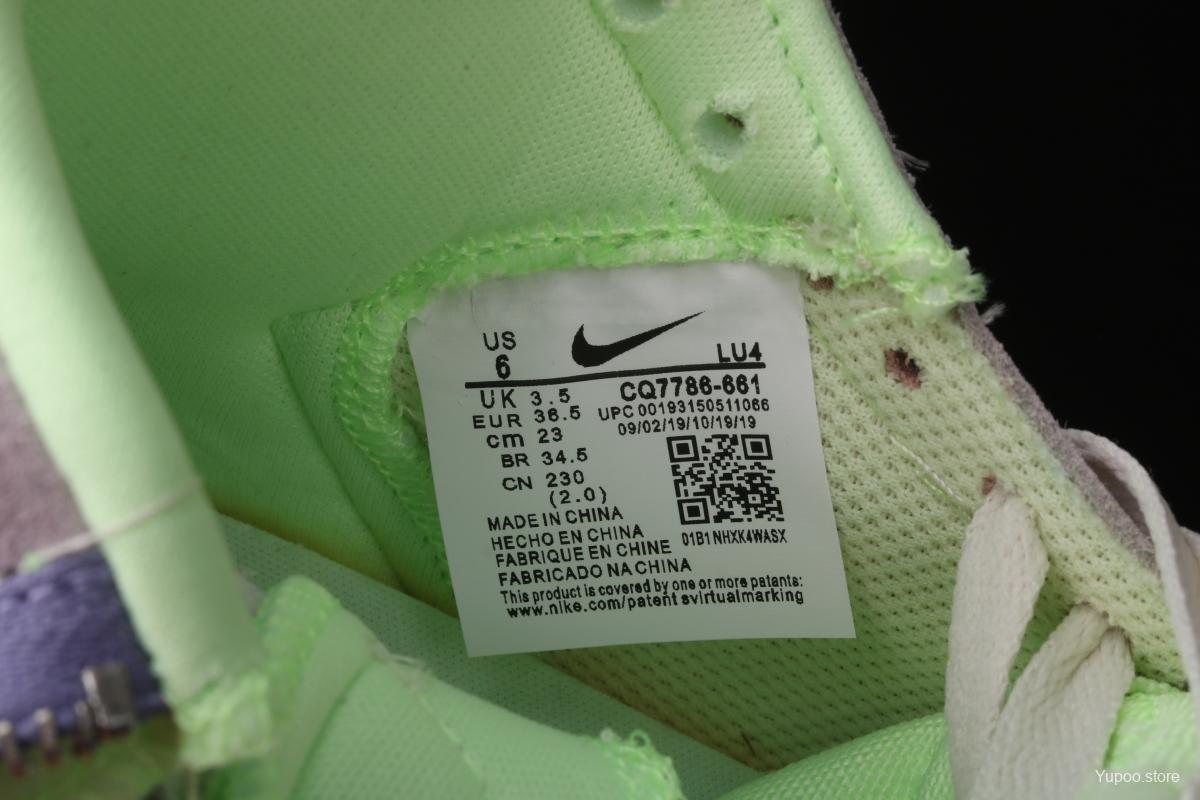 US
6
LU4
UK 3.5
EUR 36.5
cm 23
BR 34.5
CN 230
(2.0)
CQ7786-661
UPC 00193150511066
09/02/19/10/19/19
01B1NHXK4WASX
MADE IN CHINA
HECHO EN CHINA
FABRIQUE EN CHINE
FABRICADO NA CHINA
This product is covered by one or more patents:
www.nike.com/patent svirtualmarking
Yupoo.store